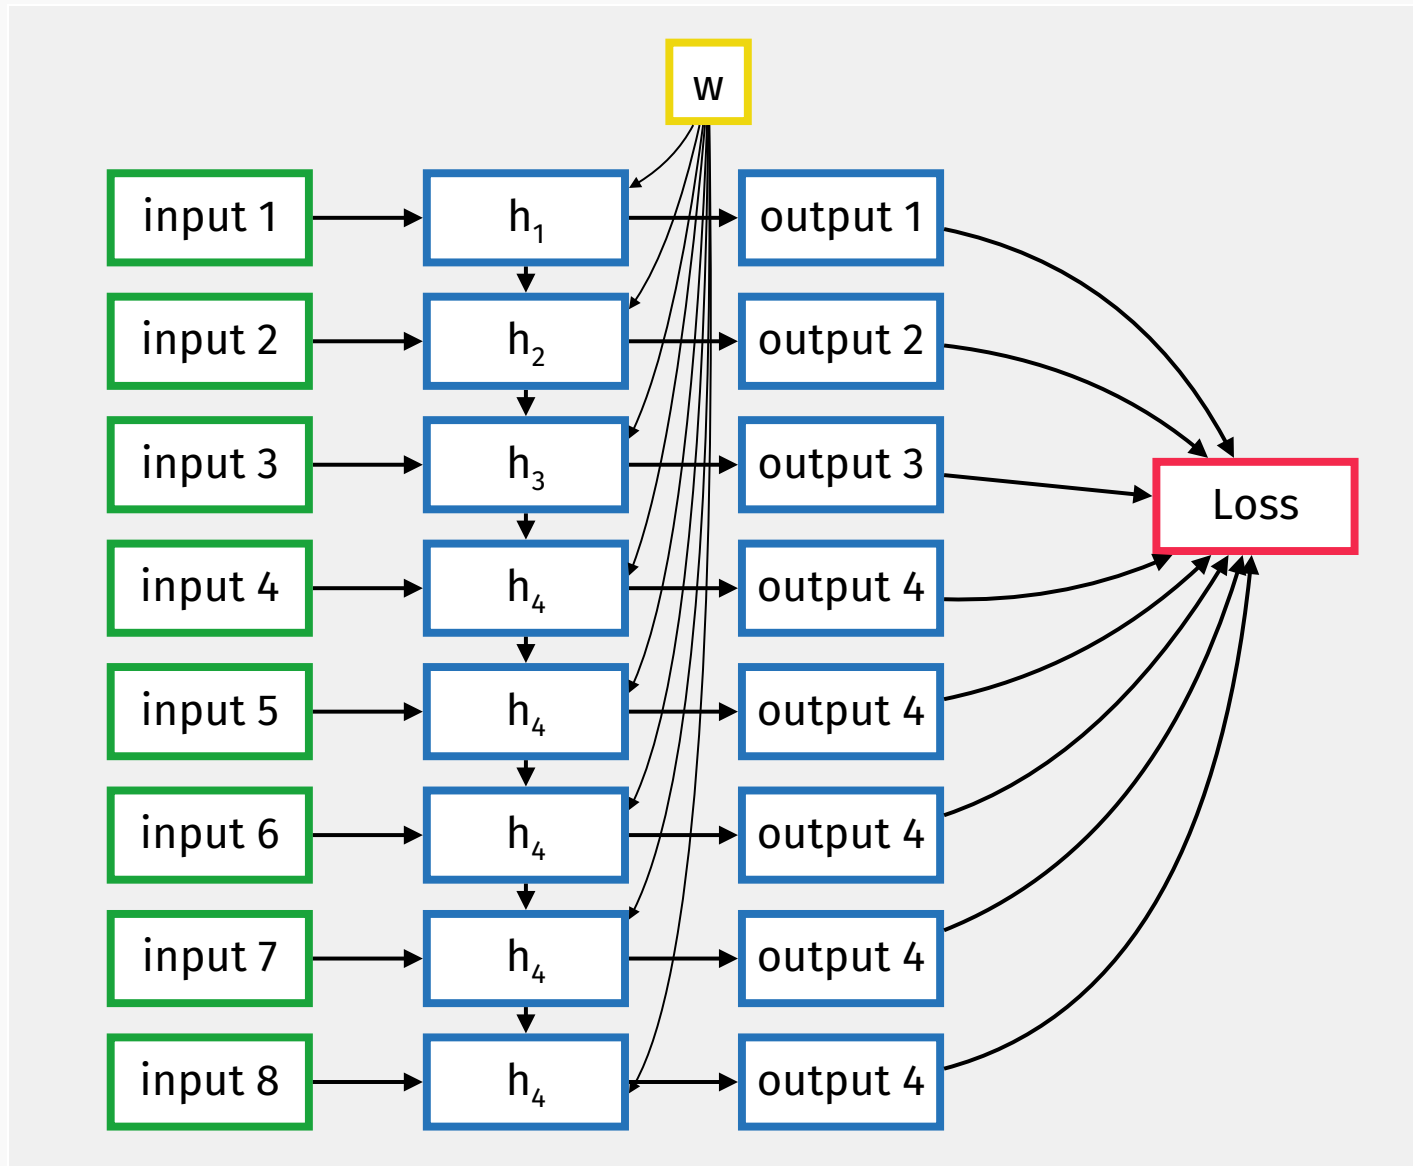 w
input 1 h₁ output 1
input 2 h₂ output 2
input 3 h₃ output 3
Loss
input 4 h₄ output 4
input 5 h₄ output 4
input 6 h₄ output 4
input 7 h₄ output 4
input 8 h₄ output 4